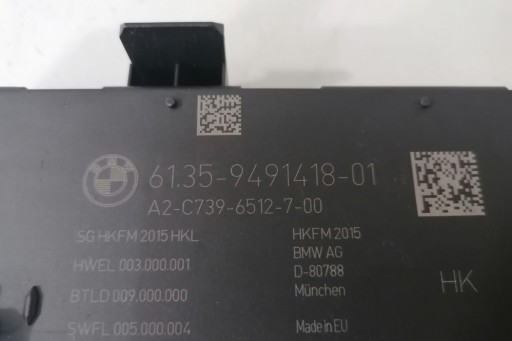 61.35-9491418-01
A2-C739-6512-7-00
SG HKFM 2015 HKL
HKFM 2015
HWEL 003.000.001
BMW AG
D-80788
BTLD 009.000.000
München
HK
SWFL 005.000.004
Made in EU